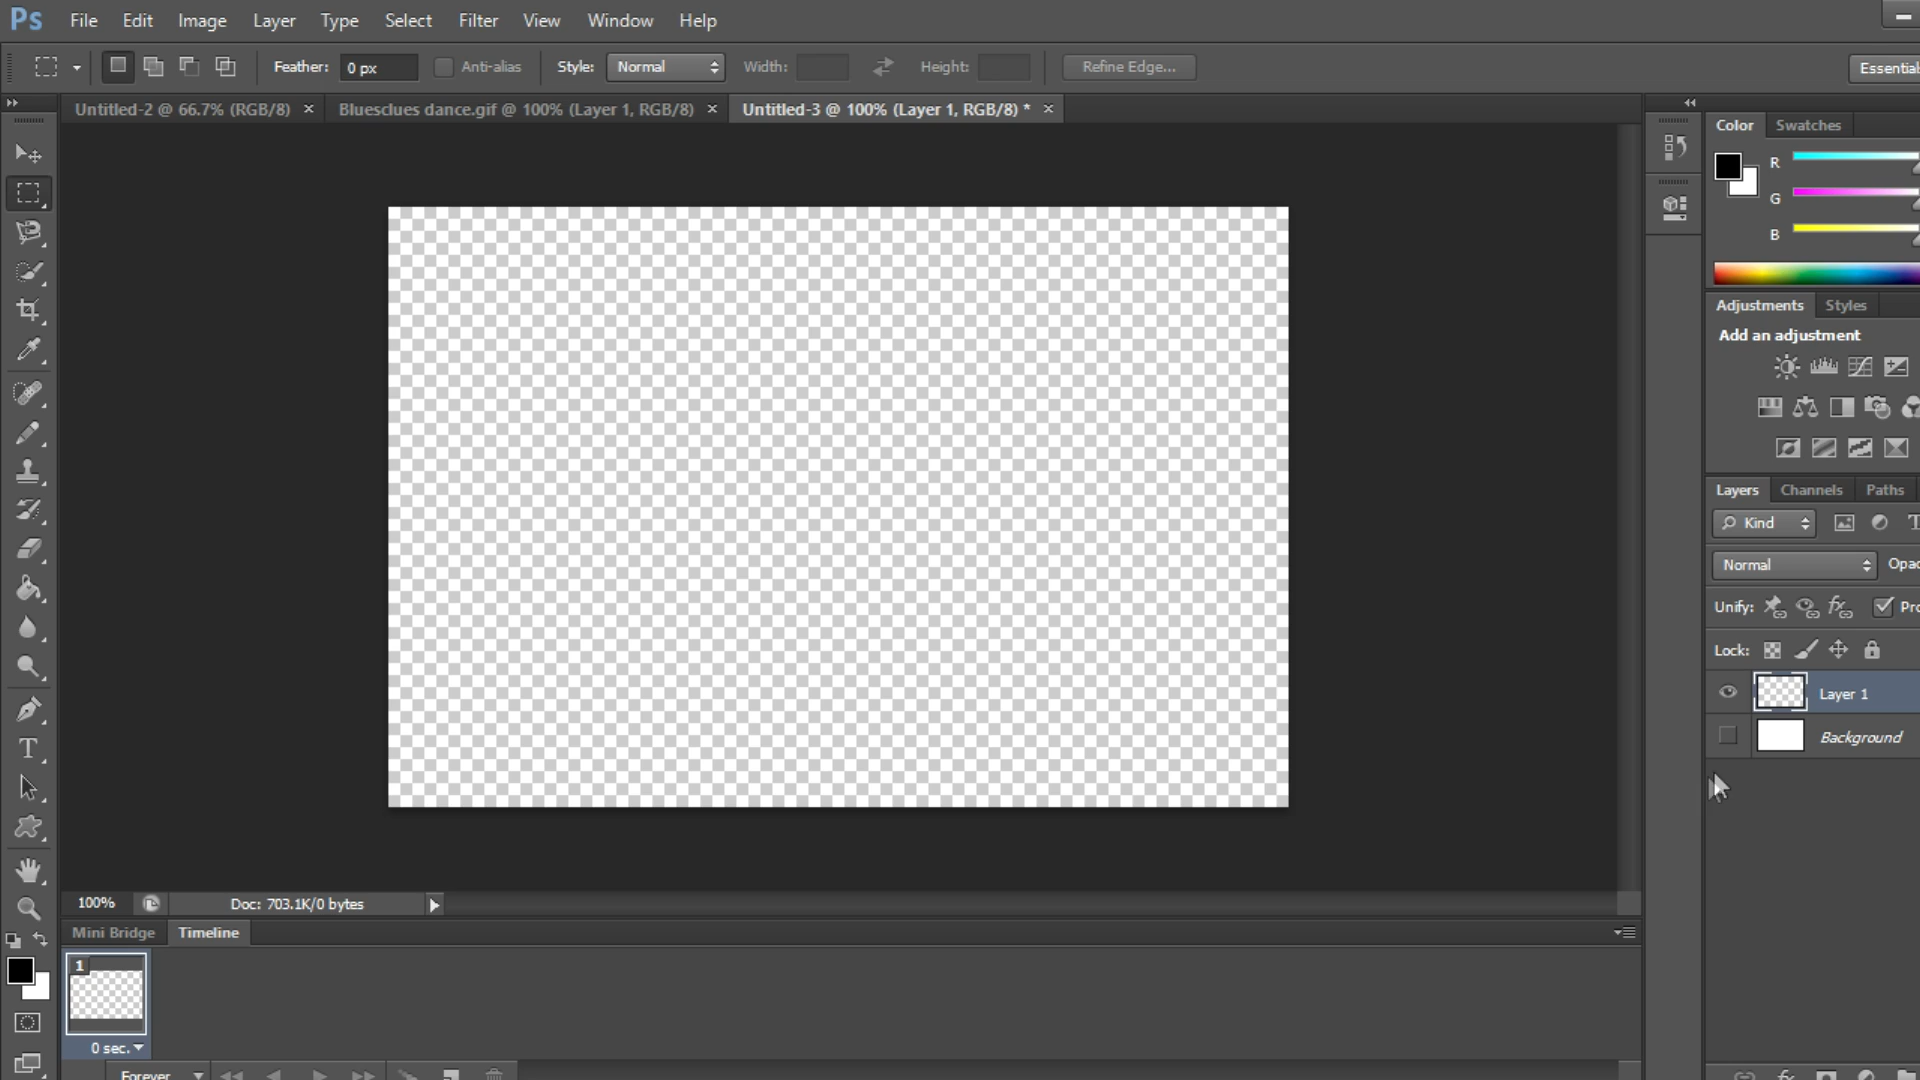 Ps File Edit Image Layer Type Select Filter View Window Help
Feather: 0 px Anti-alias Style: Normal Width: Height: Refine Edge...
Untitled-2 @ 66.7% (RGB/8) × Bluesclues dance.gif @ 100% (Layer 1, RGB/8) × Untitled-3 @ 100% (Layer 1, RGB/8) * ×
Color Swatches
R
G
B
Adjustments Styles
Add an adjustment
Layers Channels Paths
Kind
Normal
Unify:
Lock:
Layer 1
Background
100% Doc: 703.1K/0 bytes
Mini Bridge Timeline
1
0 sec.
Forever